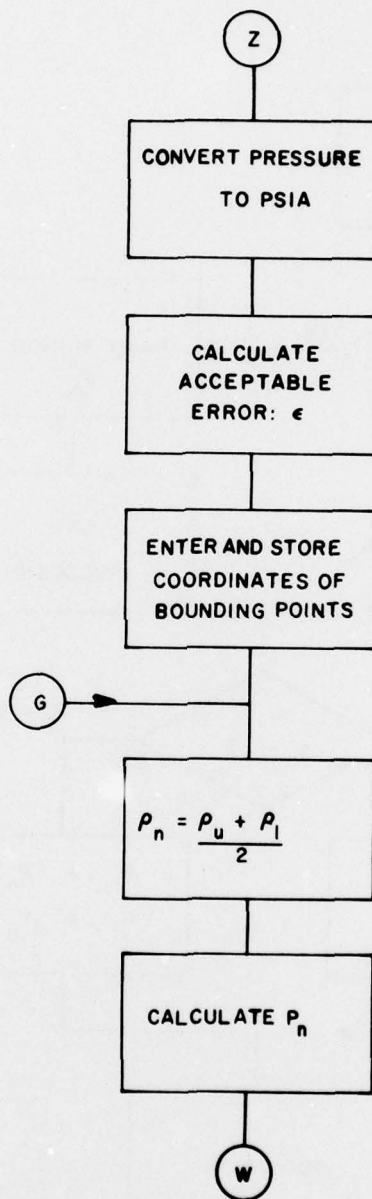 Z
CONVERT PRESSURE
TO PSIA
CALCULATE
ACCEPTABLE
ERROR: ε
ENTER AND STORE
COORDINATES OF
BOUNDING POINTS
G
ρn = ρu + ρl
2
CALCULATE Pn
W